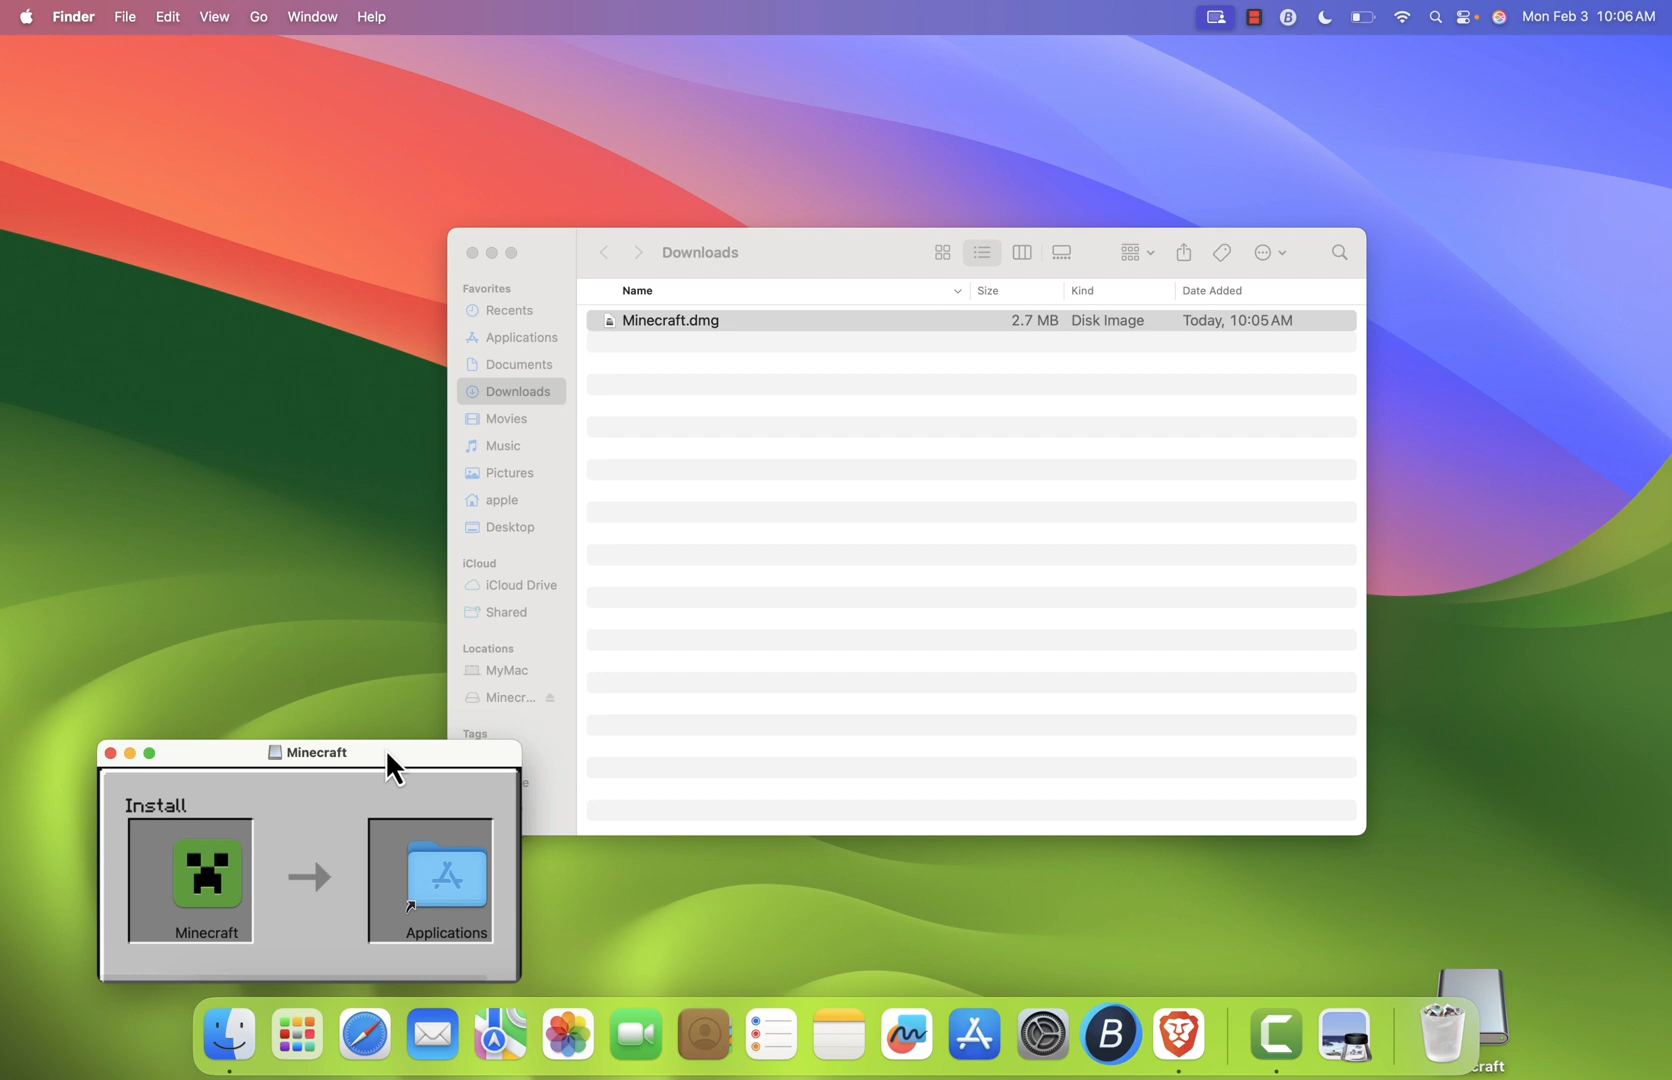 Finder File Edit View Go Window Help Mon Feb 3 10:06 AM
Downloads
Name Size Kind Date Added
Minecraft.dmg 2.7 MB Disk Image Today, 10:05 AM
Favorites
Recents
Applications
Documents
Downloads
Movies
Music
Pictures
apple
Desktop
iCloud
iCloud Drive
Shared
Locations
MyMac
Minecr...
Tags
e
Minecraft
Install
Minecraft
Applications
B
craft